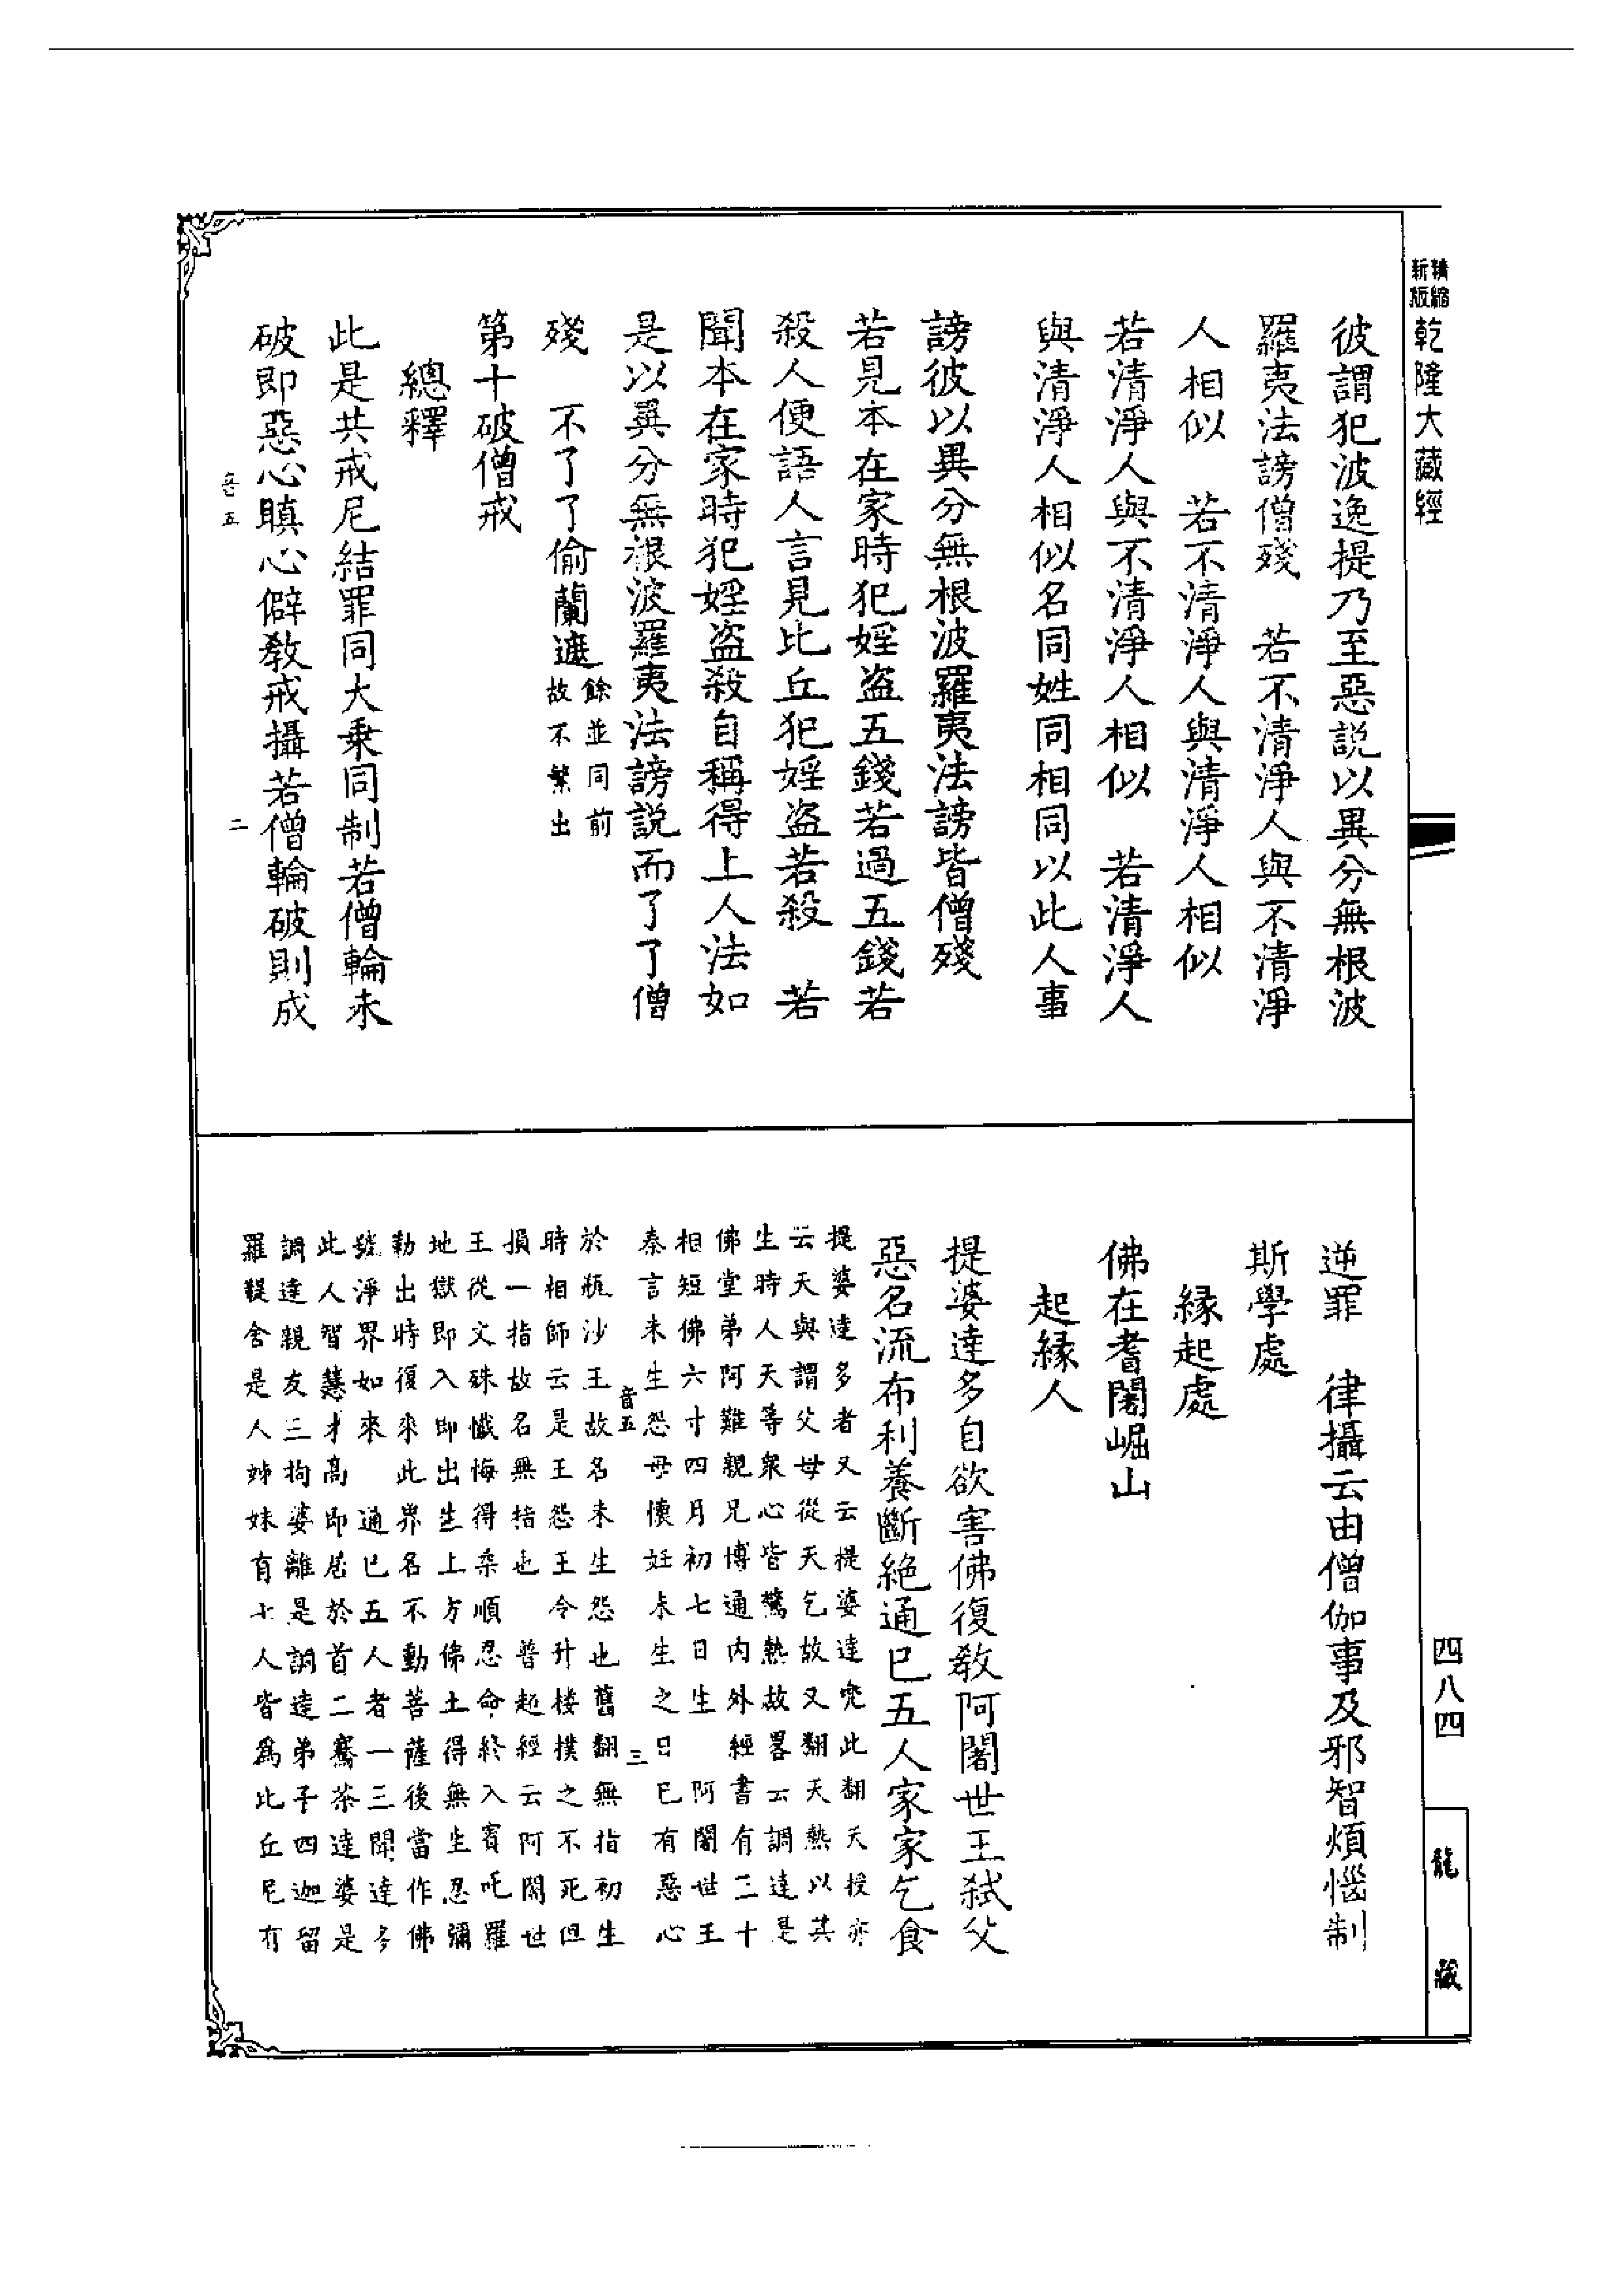 精縮新版 乾隆大藏經
彼謂犯波逸提乃至惡説以異分無根波
羅夷法謗僧殘　若不清淨人與不清淨
人相似　若不清淨人與清淨人相似
若清淨人與不清淨人相似　若清淨人
與清淨人相似名同姓同相同以此人事
謗彼以異分無根波羅夷法謗皆僧殘
若見本在家時犯婬盜五錢若過五錢若
殺人便語人言見比丘犯婬盜若殺　若
聞本在家時犯婬盜殺自稱得上人法如
是以異分無根波羅夷法謗説而了了僧
殘　不了了偷蘭遮餘並同前故不繁出
第十破僧戒
總釋
此是共戒尼結罪同大乘同制若僧輪未
破即惡心瞋心僻教戒攝若僧輪破則成
音五　二
逆罪　律攝云由僧伽事及邪智煩惱制
斯學處
緣起處
佛在耆闍崛山
起緣人
提婆達多自欲害佛復教阿闍世王弑父
惡名流布利養斷絕通己五人家家乞食
提婆達多者又云提婆達兜此翻天授亦
云天與謂父母從天乞故又翻天熱以其
生時人天等衆心皆驚熱故畧云調達是
佛堂弟阿難親兄博通內外經書有三十
相短佛六寸四月初七日生　阿闍世王
秦言未生怨母懷妊未生之日已有惡心
音五　三
於瓶沙王故名未生怨也舊翻無指初生
時相師云是王怨王令升樓撲之不死但
損一指故名無指也　普超經云阿闍世
王從文殊懺悔得柔順忍命終入賓吒羅
地獄即入即出生上方佛土得無生忍彌
勒出時復來此界名不動菩薩後當作佛
號淨界如來　通己五人者一三聞達多
此人智慧才高即居於首二騫荼達婆是
調達親友三拘婆離是調達弟子四迦留
羅鞮舍是人姊妹有七人皆爲比丘尼有
四八四
龍藏